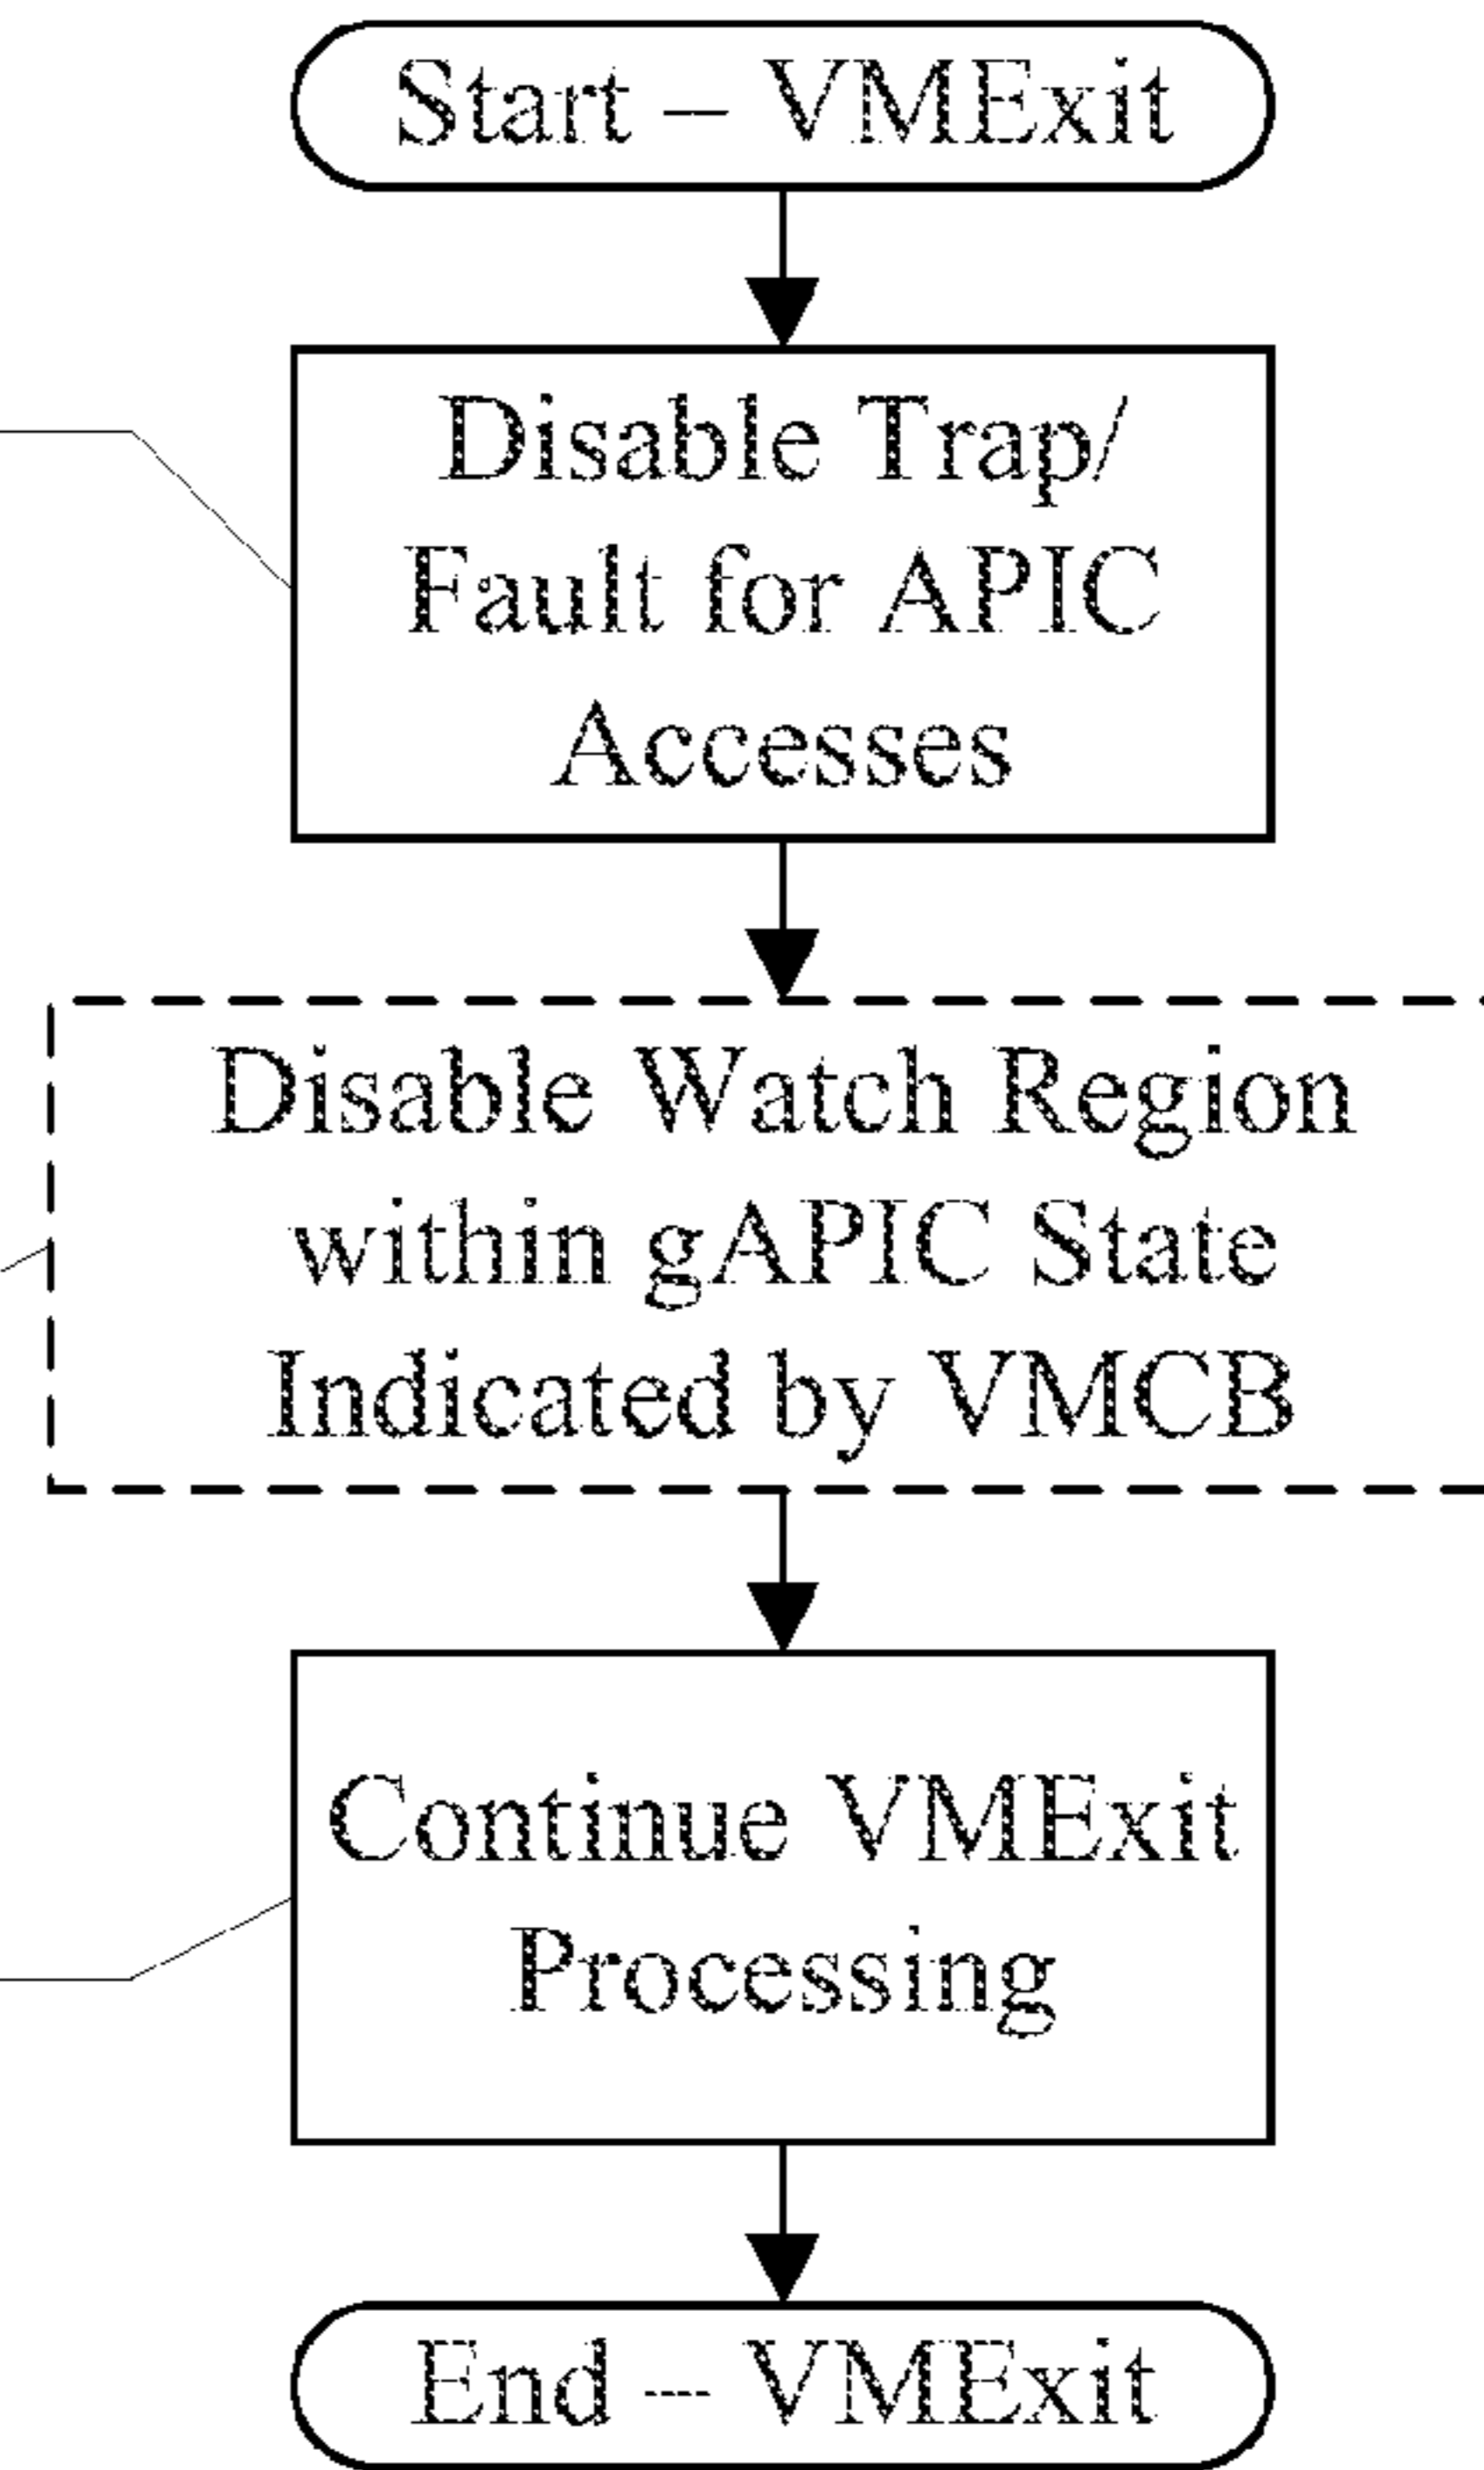 Start – VMExit
Disable Trap/
Fault for APIC
Accesses
Disable Watch Region
within gAPIC State
Indicated by VMCB
Continue VMExit
Processing
End --- VMExit